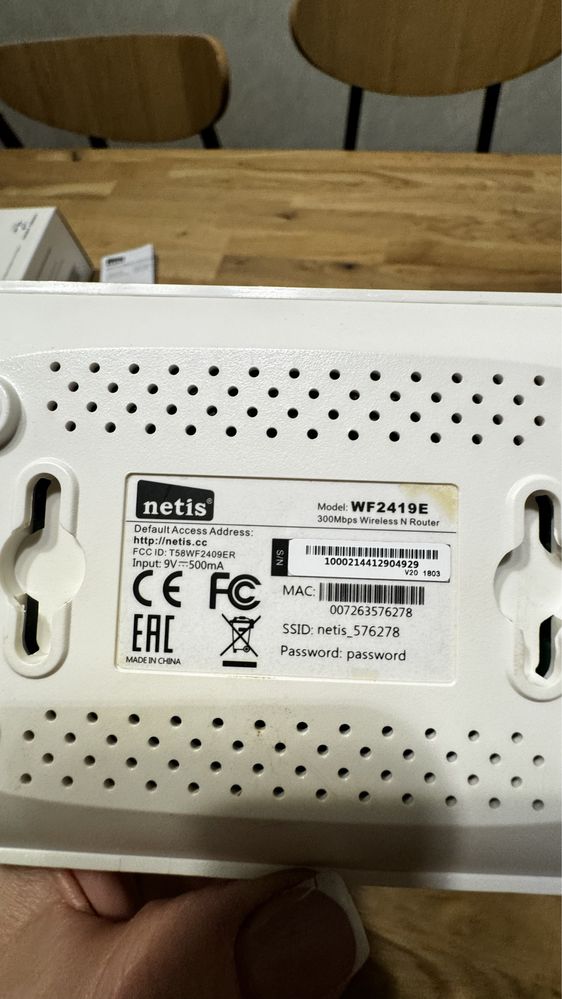 netis®
Model: WF2419E
300Mbps Wireless N Router
Default Access Address:
http://netis.cc
FCC ID: T58WF2409ER
Input: 9V⎓500mA
S/N
1000214412904929
V20 1803
CE FC
MAC:
007263576278
EAC
SSID: netis_576278
Password: password
MADE IN CHINA